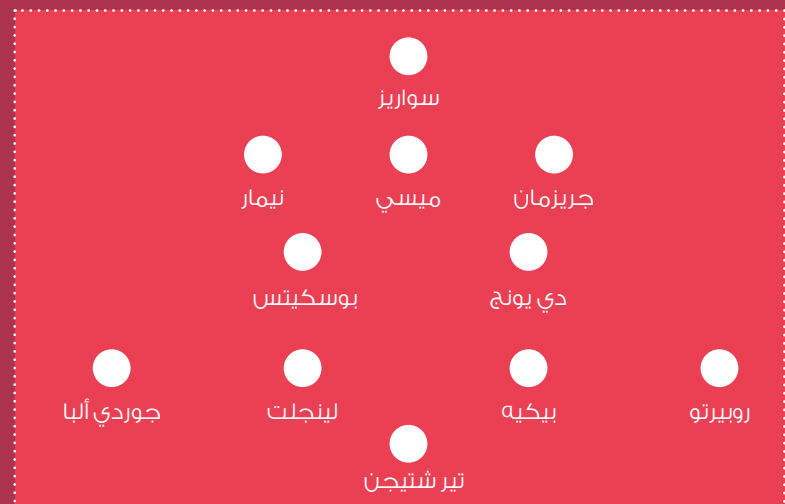 سواريز
جريزمان ميسي نيمار
دي يونج بوسكيتس
روبيرتو بيكيه لينجلت جوردي ألبا
تير شتيجن